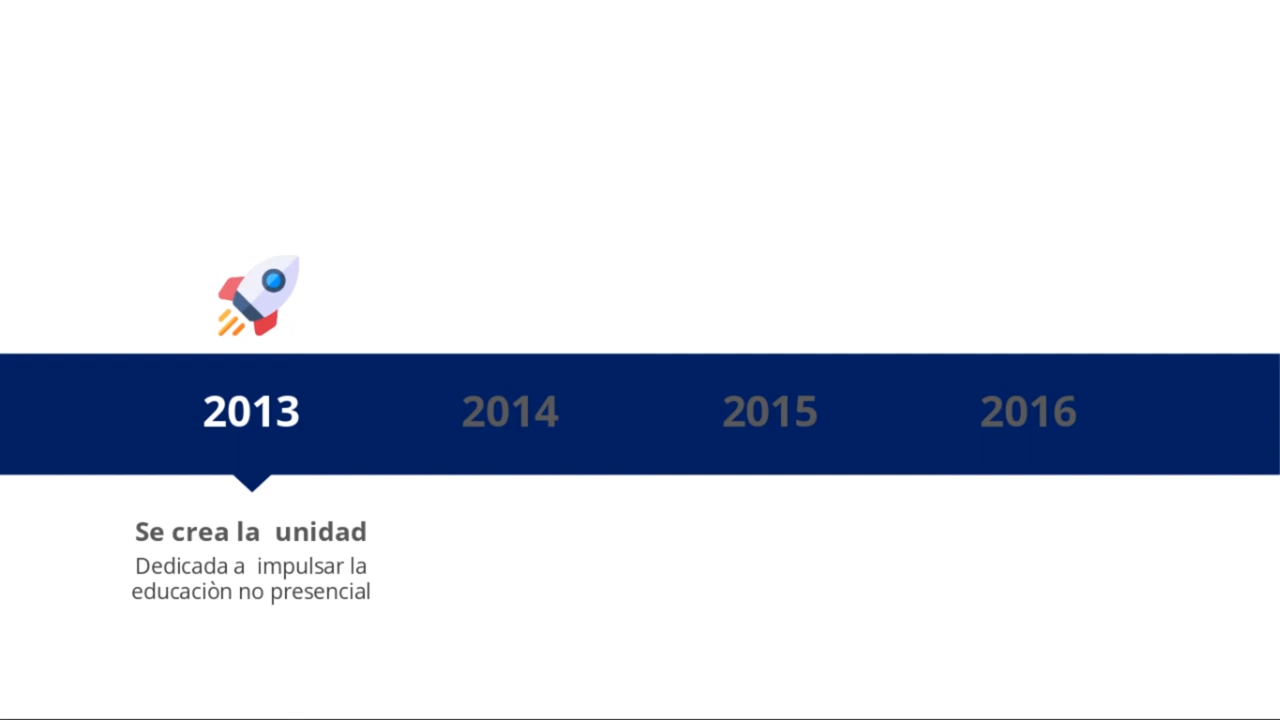 2013 2014 2015 2016
Se crea la  unidad
Dedicada a  impulsar la
educaciòn no presencial